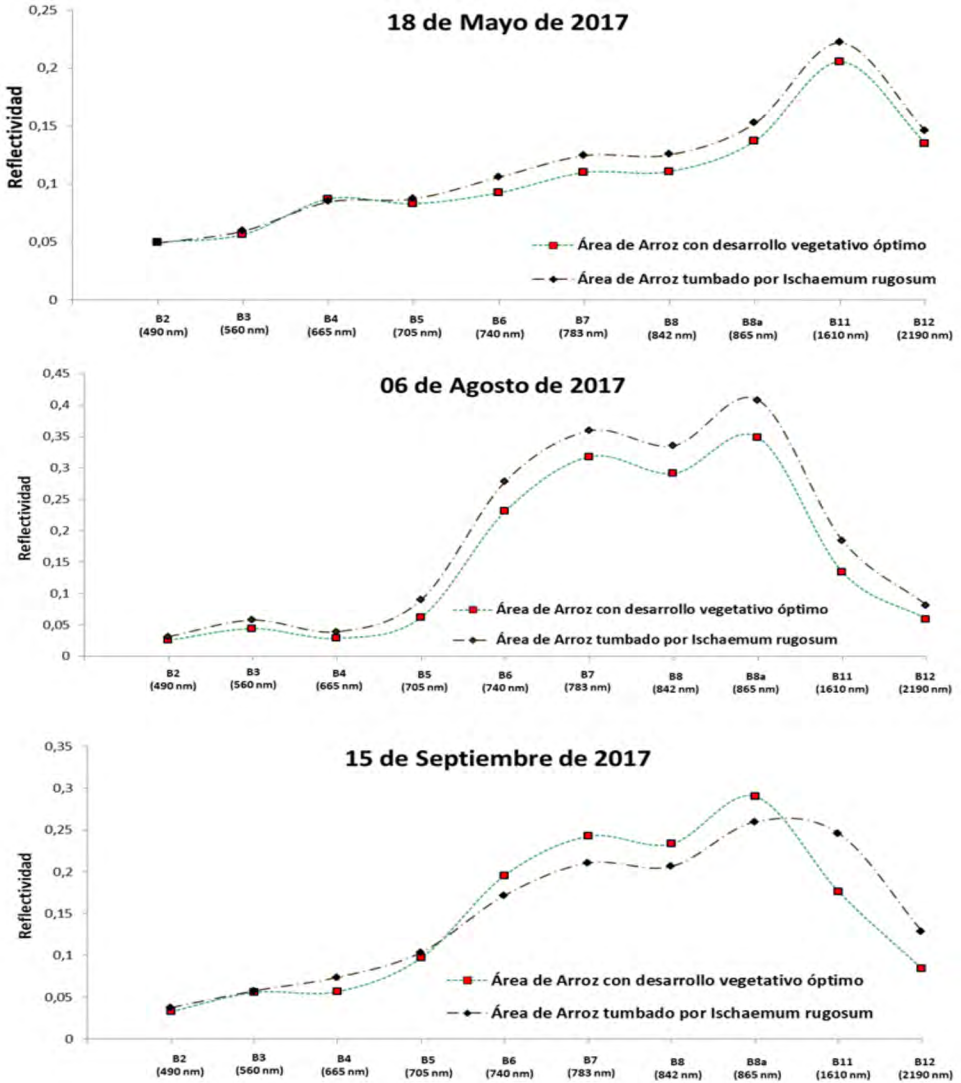 18 de Mayo de 2017
Reflectividad
0,25
0,2
0,15
0,1
0,05
0
Área de Arroz con desarrollo vegetativo óptimo
Área de Arroz tumbado por Ischaemum rugosum
B2 B3 B4 B5 B6 B7 B8 B8a B11 B12
(490 nm) (560 nm) (665 nm) (705 nm) (740 nm) (783 nm) (842 nm) (865 nm) (1610 nm) (2190 nm)
06 de Agosto de 2017
Reflectividad
0,45
0,4
0,35
0,3
0,25
0,2
0,15
0,1
0,05
0
Área de Arroz con desarrollo vegetativo óptimo
Área de Arroz tumbado por Ischaemum rugosum
B2 B3 B4 B5 B6 B7 B8 B8a B11 B12
(490 nm) (560 nm) (665 nm) (705 nm) (740 nm) (783 nm) (842 nm) (865 nm) (1610 nm) (2190 nm)
15 de Septiembre de 2017
Reflectividad
0,35
0,3
0,25
0,2
0,15
0,1
0,05
0
Área de Arroz con desarrollo vegetativo óptimo
Área de Arroz tumbado por Ischaemum rugosum
B2 B3 B4 B5 B6 B7 B8 B8a B11 B12
(490 nm) (560 nm) (665 nm) (705 nm) (740 nm) (783 nm) (842 nm) (865 nm) (1610 nm) (2190 nm)